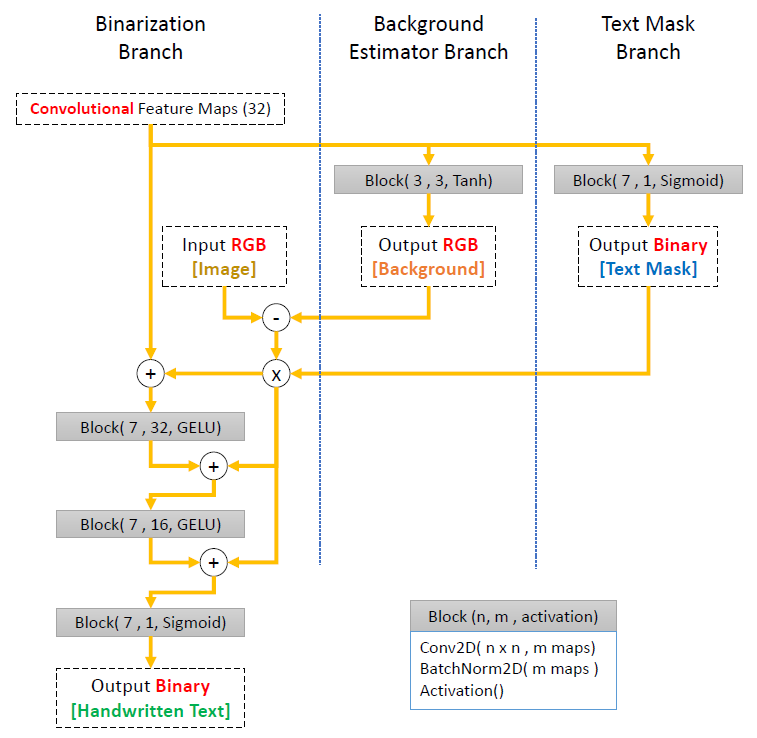 Binarization
Branch
Background
Estimator Branch
Text Mask
Branch
Convolutional Feature Maps (32)
Block( 3 , 3, Tanh)
Block( 7 , 1, Sigmoid)
Input RGB
[Image]
Output RGB
[Background]
Output Binary
[Text Mask]
-
+
x
Block( 7 , 32, GELU)
+
Block( 7 , 16, GELU)
+
Block( 7 , 1, Sigmoid)
Output Binary
[Handwritten Text]
Block (n, m , activation)
Conv2D( n x n , m maps)
BatchNorm2D( m maps )
Activation()